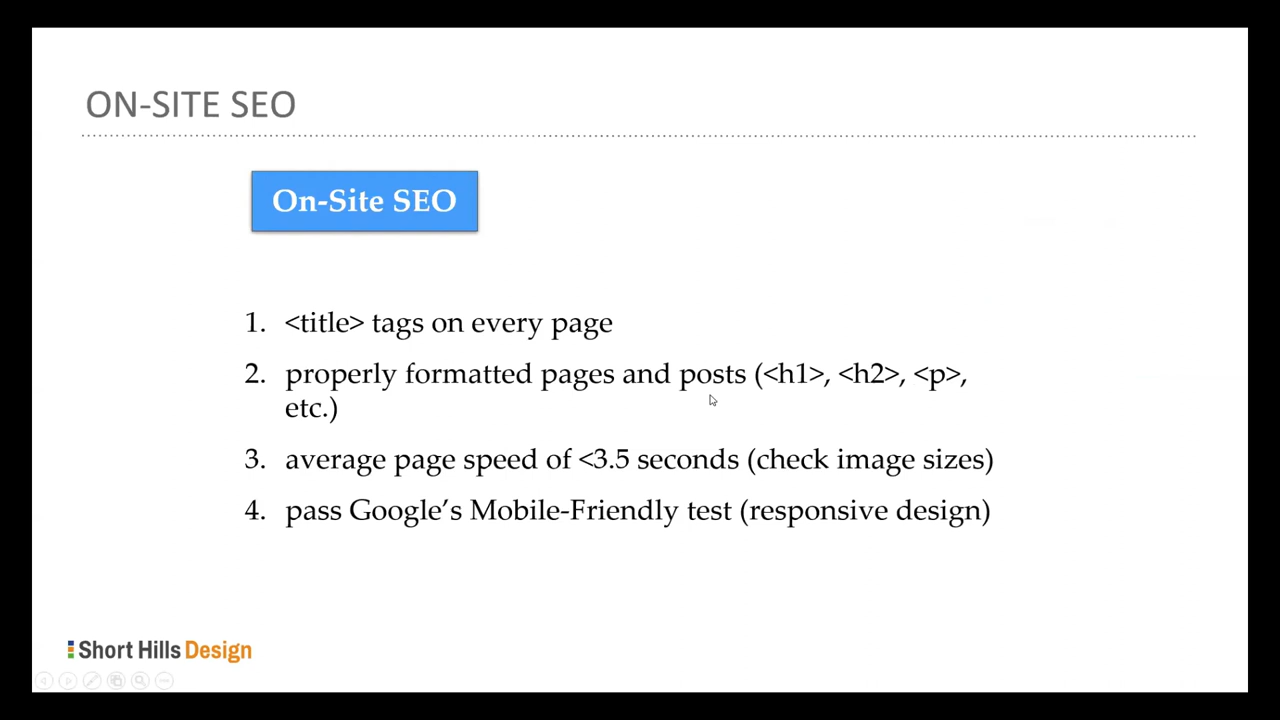 ON-SITE SEO
On-Site SEO
1. <title> tags on every page
2. properly formatted pages and posts (<h1>, <h2>, <p>,
etc.)
3. average page speed of <3.5 seconds (check image sizes)
4. pass Google’s Mobile-Friendly test (responsive design)
Short Hills Design